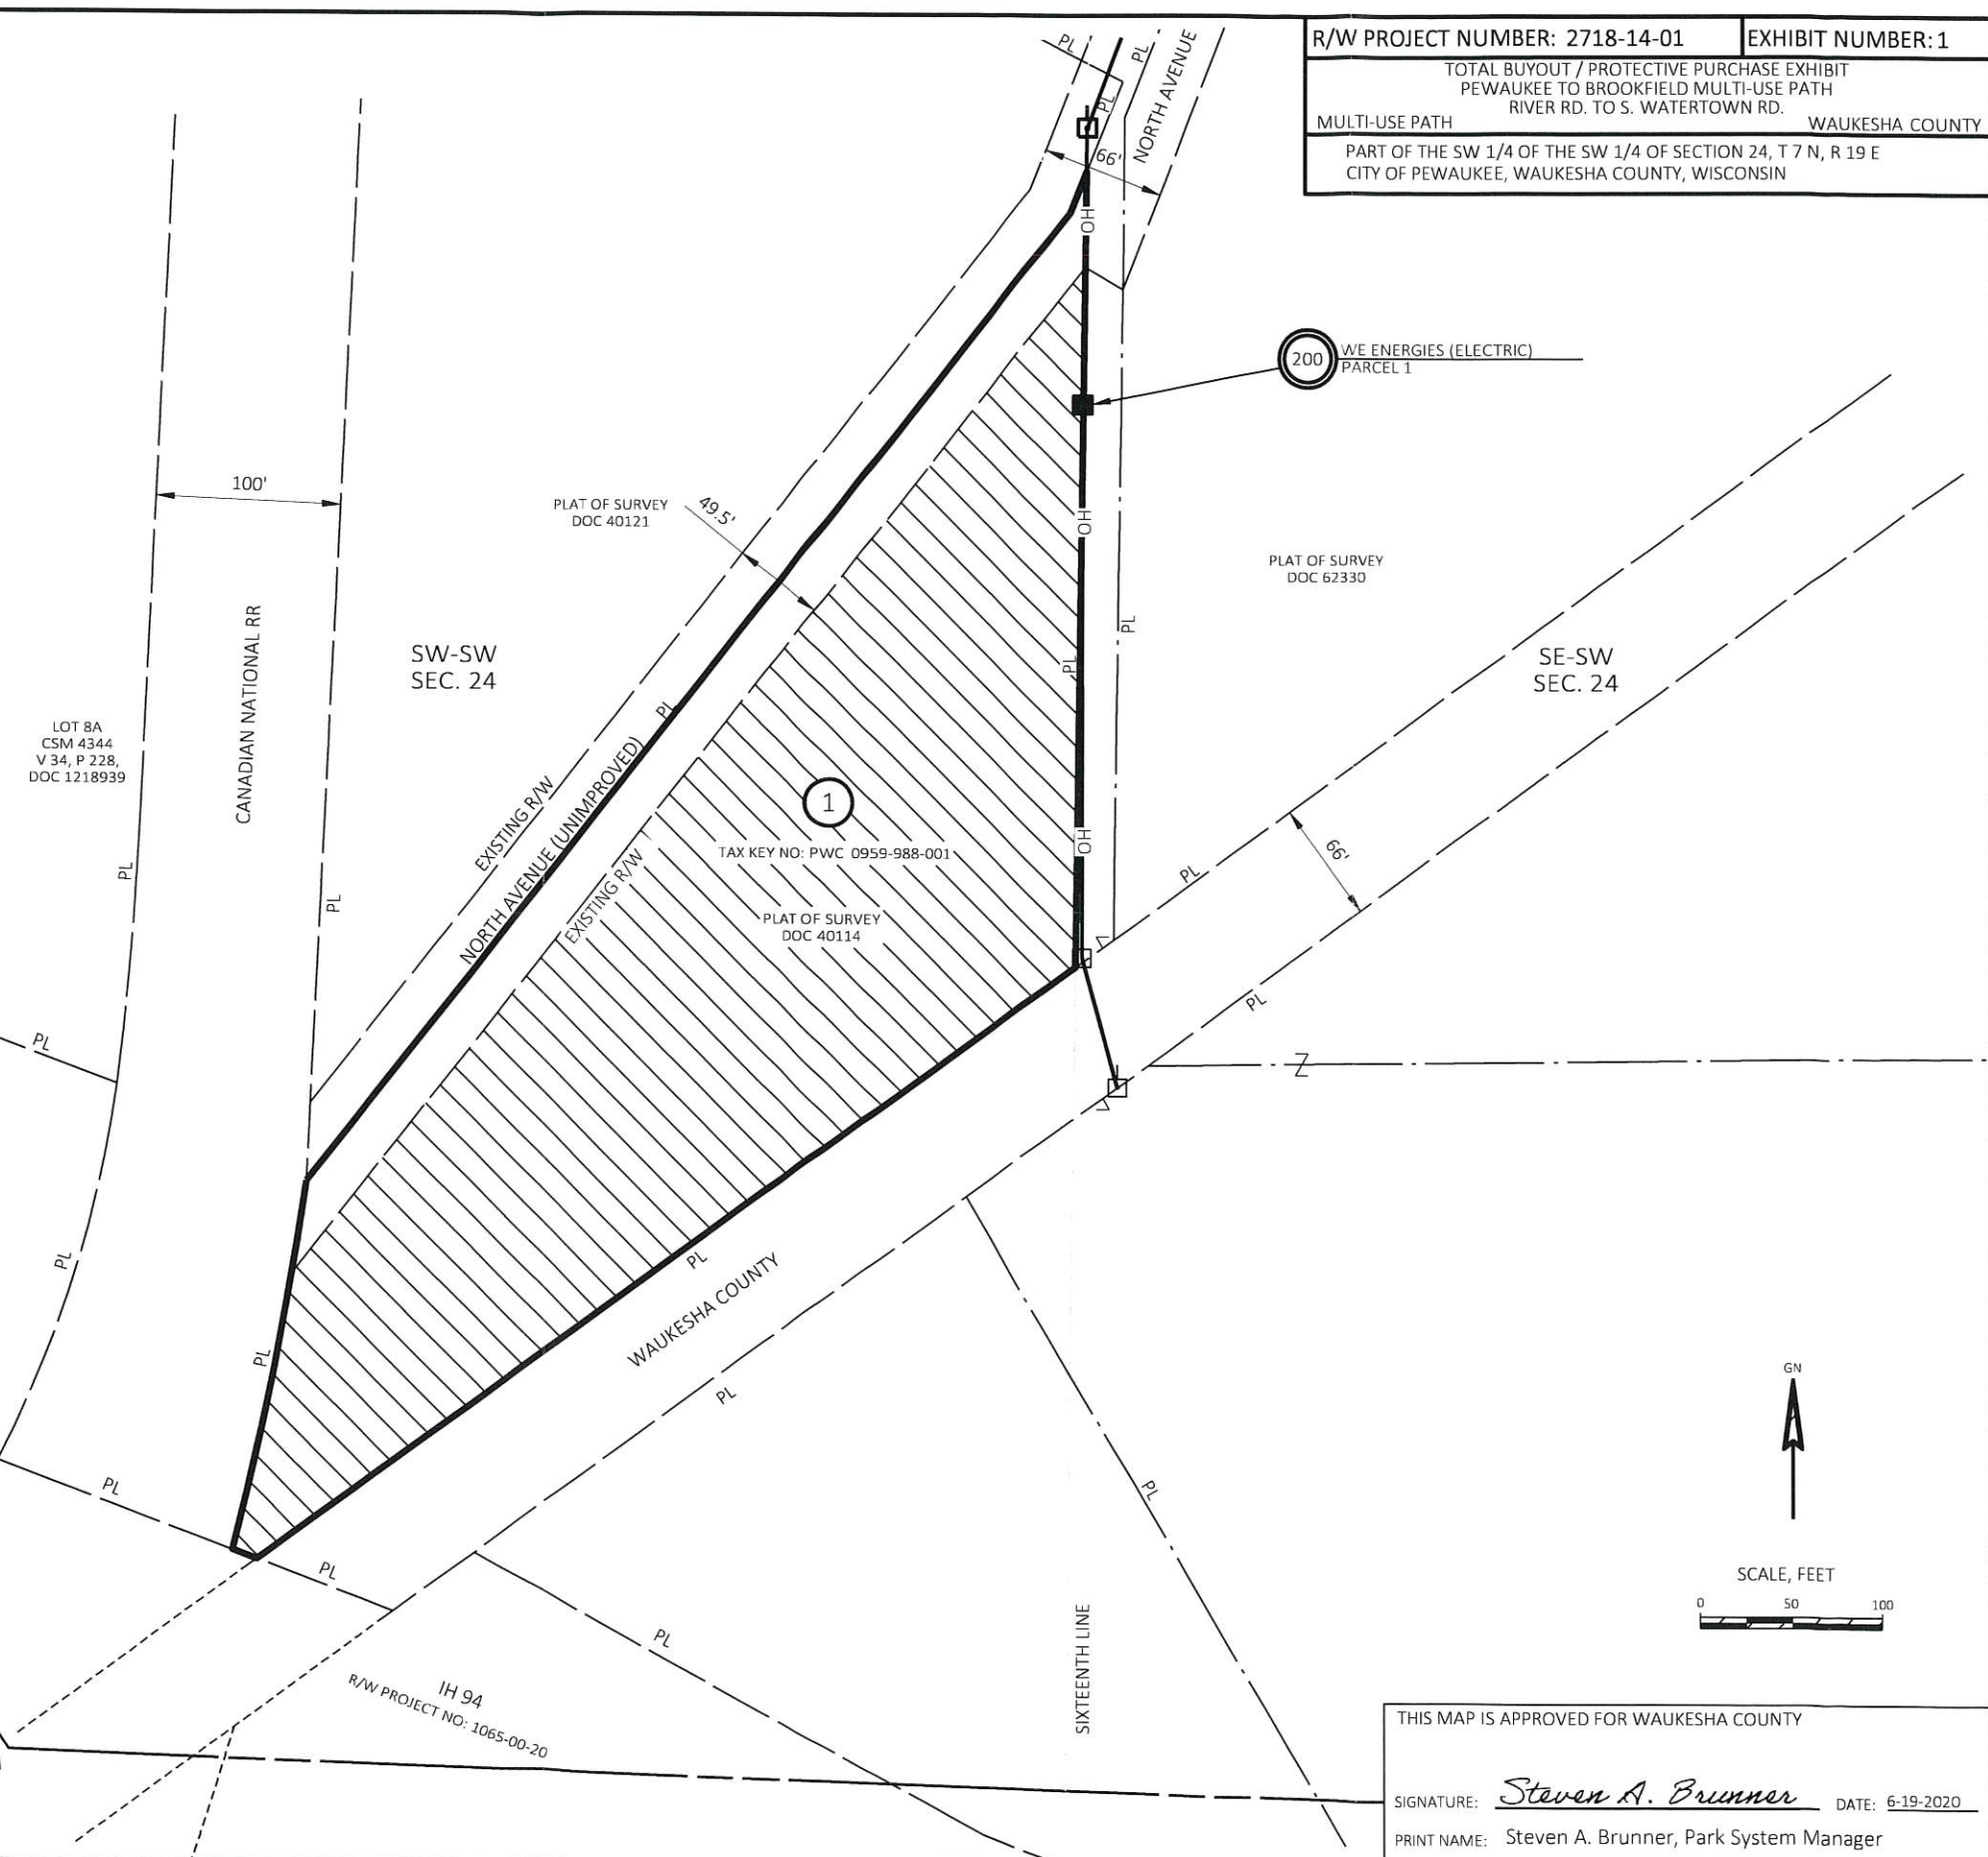 R/W PROJECT NUMBER: 2718-14-01
EXHIBIT NUMBER: 1
TOTAL BUYOUT / PROTECTIVE PURCHASE EXHIBIT
PEWAUKEE TO BROOKFIELD MULTI-USE PATH
RIVER RD. TO S. WATERTOWN RD.
MULTI-USE PATH
WAUKESHA COUNTY
PART OF THE SW 1/4 OF THE SW 1/4 OF SECTION 24, T 7 N, R 19 E
CITY OF PEWAUKEE, WAUKESHA COUNTY, WISCONSIN
PL
PL
PL
NORTH AVENUE
66'
OH
200
WE ENERGIES (ELECTRIC)
PARCEL 1
100'
PLAT OF SURVEY
DOC 40121
49.5'
OH
PLAT OF SURVEY
DOC 62330
PL
PL
CANADIAN NATIONAL RR
SW-SW
SEC. 24
SE-SW
SEC. 24
PL
LOT 8A
CSM 4344
V 34, P 228,
DOC 1218939
EXISTING R/W
NORTH AVENUE (UNIMPROVED)
EXISTING R/W
1
TAX KEY NO: PWC 0959-988-001
OH
PL
66'
PL
PL
PLAT OF SURVEY
DOC 40114
PL
PL
Z
PL
PL
PL
WAUKESHA COUNTY
PL
GN
PL
PL
PL
SCALE, FEET
0 50 100
PL
SIXTEENTH LINE
IH 94
R/W PROJECT NO: 1065-00-20
THIS MAP IS APPROVED FOR WAUKESHA COUNTY
SIGNATURE: Steven A. Brunner DATE: 6-19-2020
PRINT NAME: Steven A. Brunner, Park System Manager